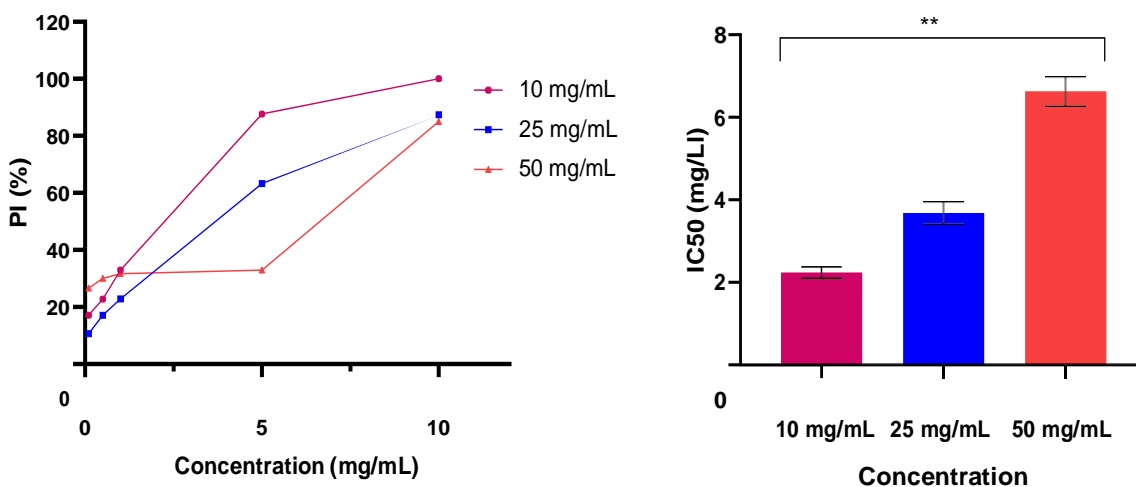 120
100
80
60
40
20
0
PI (%)
0 5 10
Concentration (mg/mL)
10 mg/mL
25 mg/mL
50 mg/mL
**
8
6
4
2
0
IC50 (mg/LI)
10 mg/mL 25 mg/mL 50 mg/mL
Concentration